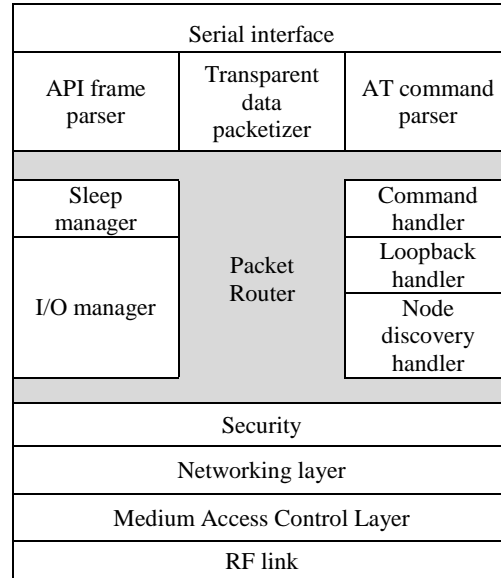 Serial interface
API frame
parser
Transparent
data
packetizer
AT command
parser
Sleep
manager
I/O manager
Packet
Router
Command
handler
Loopback
handler
Node
discovery
handler
Security
Networking layer
Medium Access Control Layer
RF link